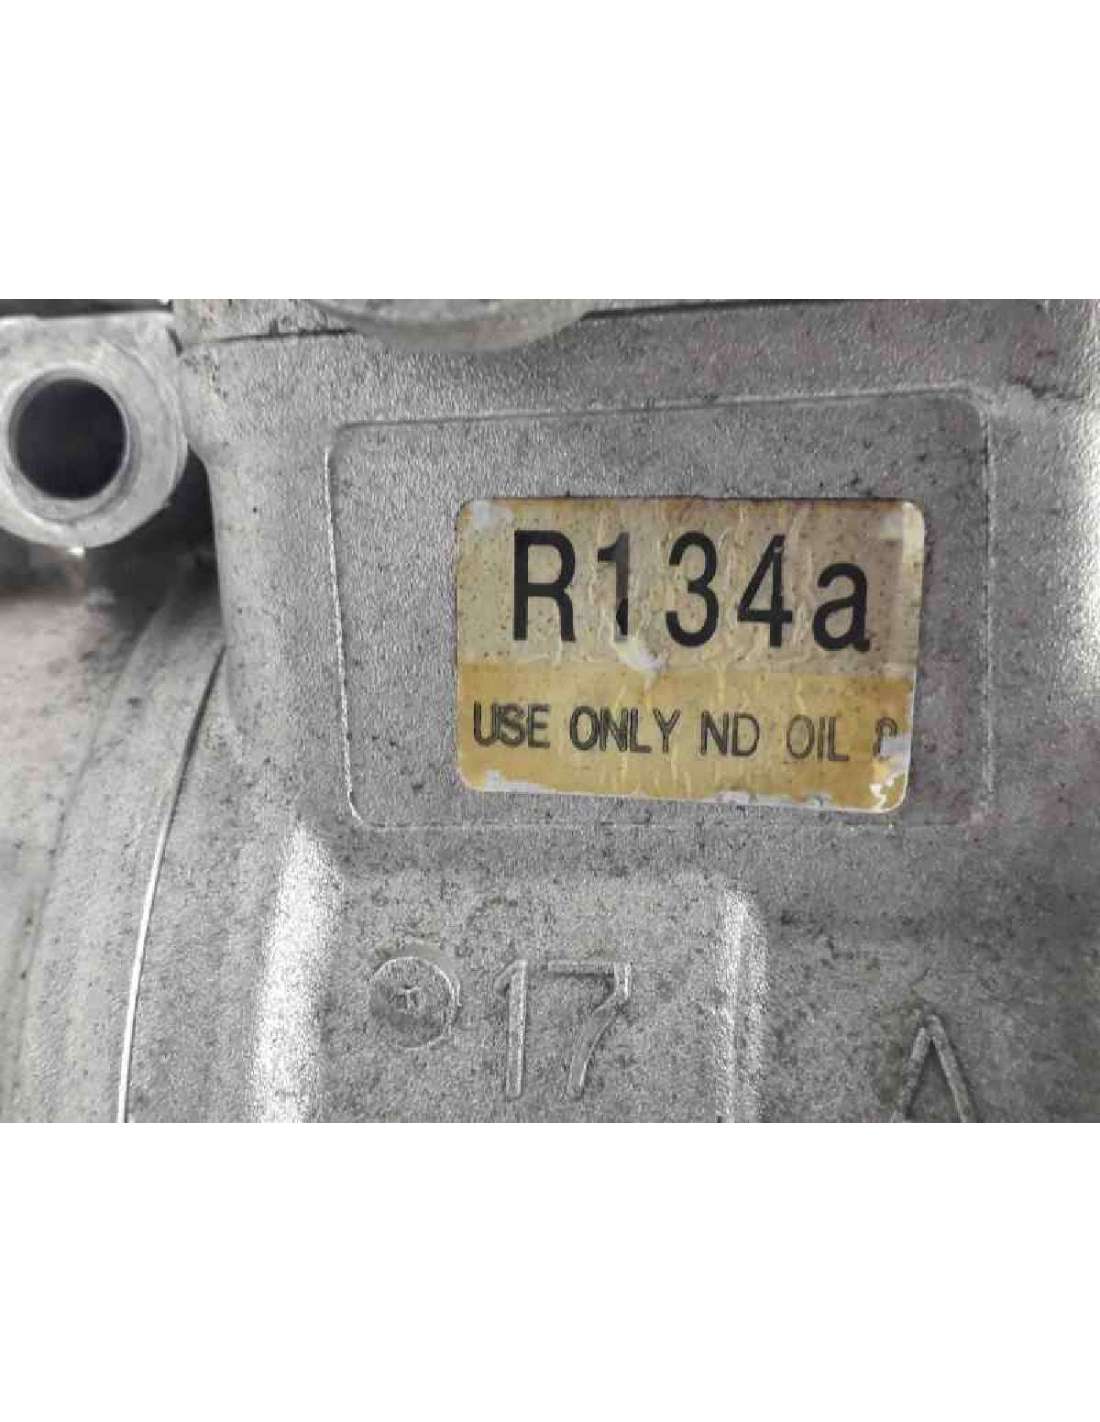 R134a
USE ONLY ND OIL
17